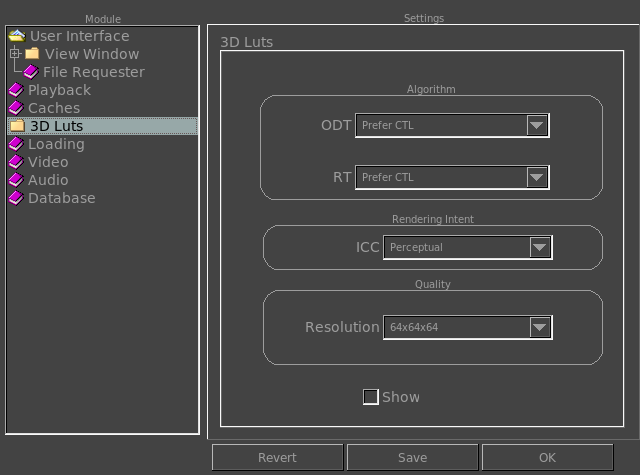 Module
User Interface
View Window
File Requester
Playback
Caches
3D Luts
Loading
Video
Audio
Database
Settings
3D Luts
Algorithm
ODT Prefer CTL
RT Prefer CTL
Rendering Intent
ICC Perceptual
Quality
Resolution 64x64x64
Show
Revert Save OK